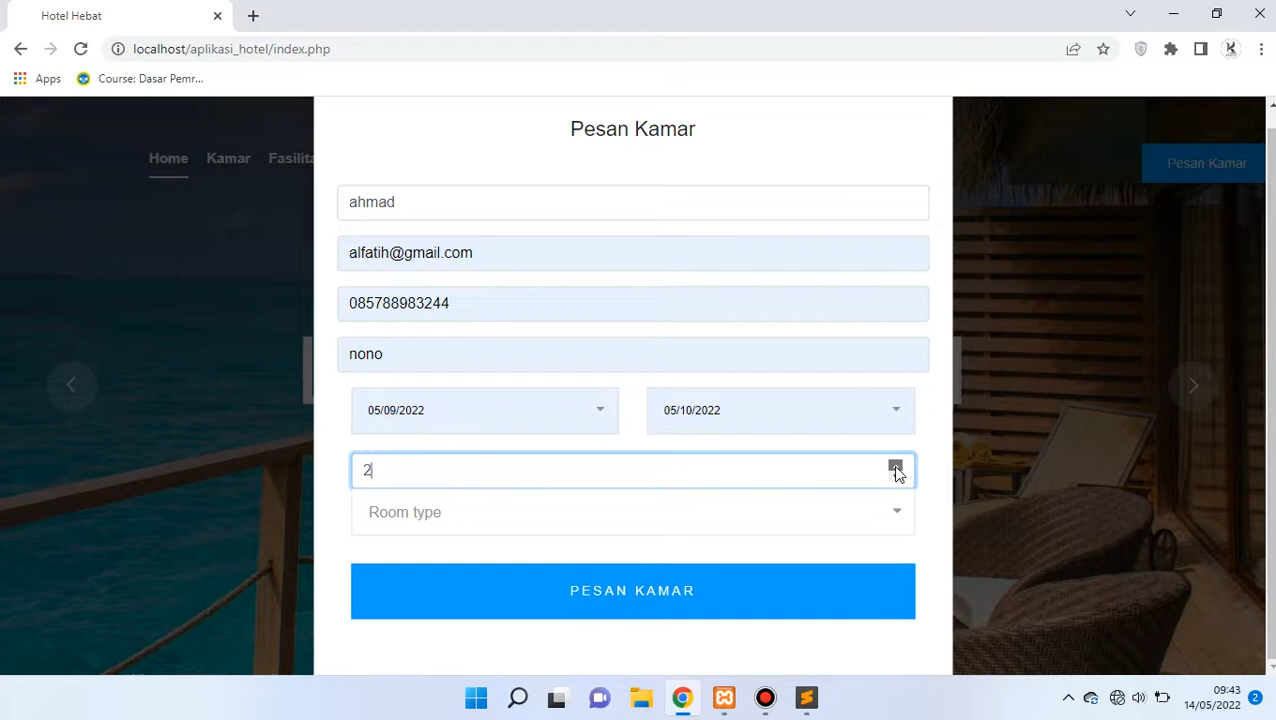 Hotel Hebat
localhost/aplikasi_hotel/index.php
Apps Course: Dasar Pemr...
Pesan Kamar
Home Kamar Fasilita
Pesan Kamar
ahmad
alfatih@gmail.com
085788983244
nono
05/09/2022 05/10/2022
2
Room type
PESAN KAMAR
09:43
14/05/2022
2